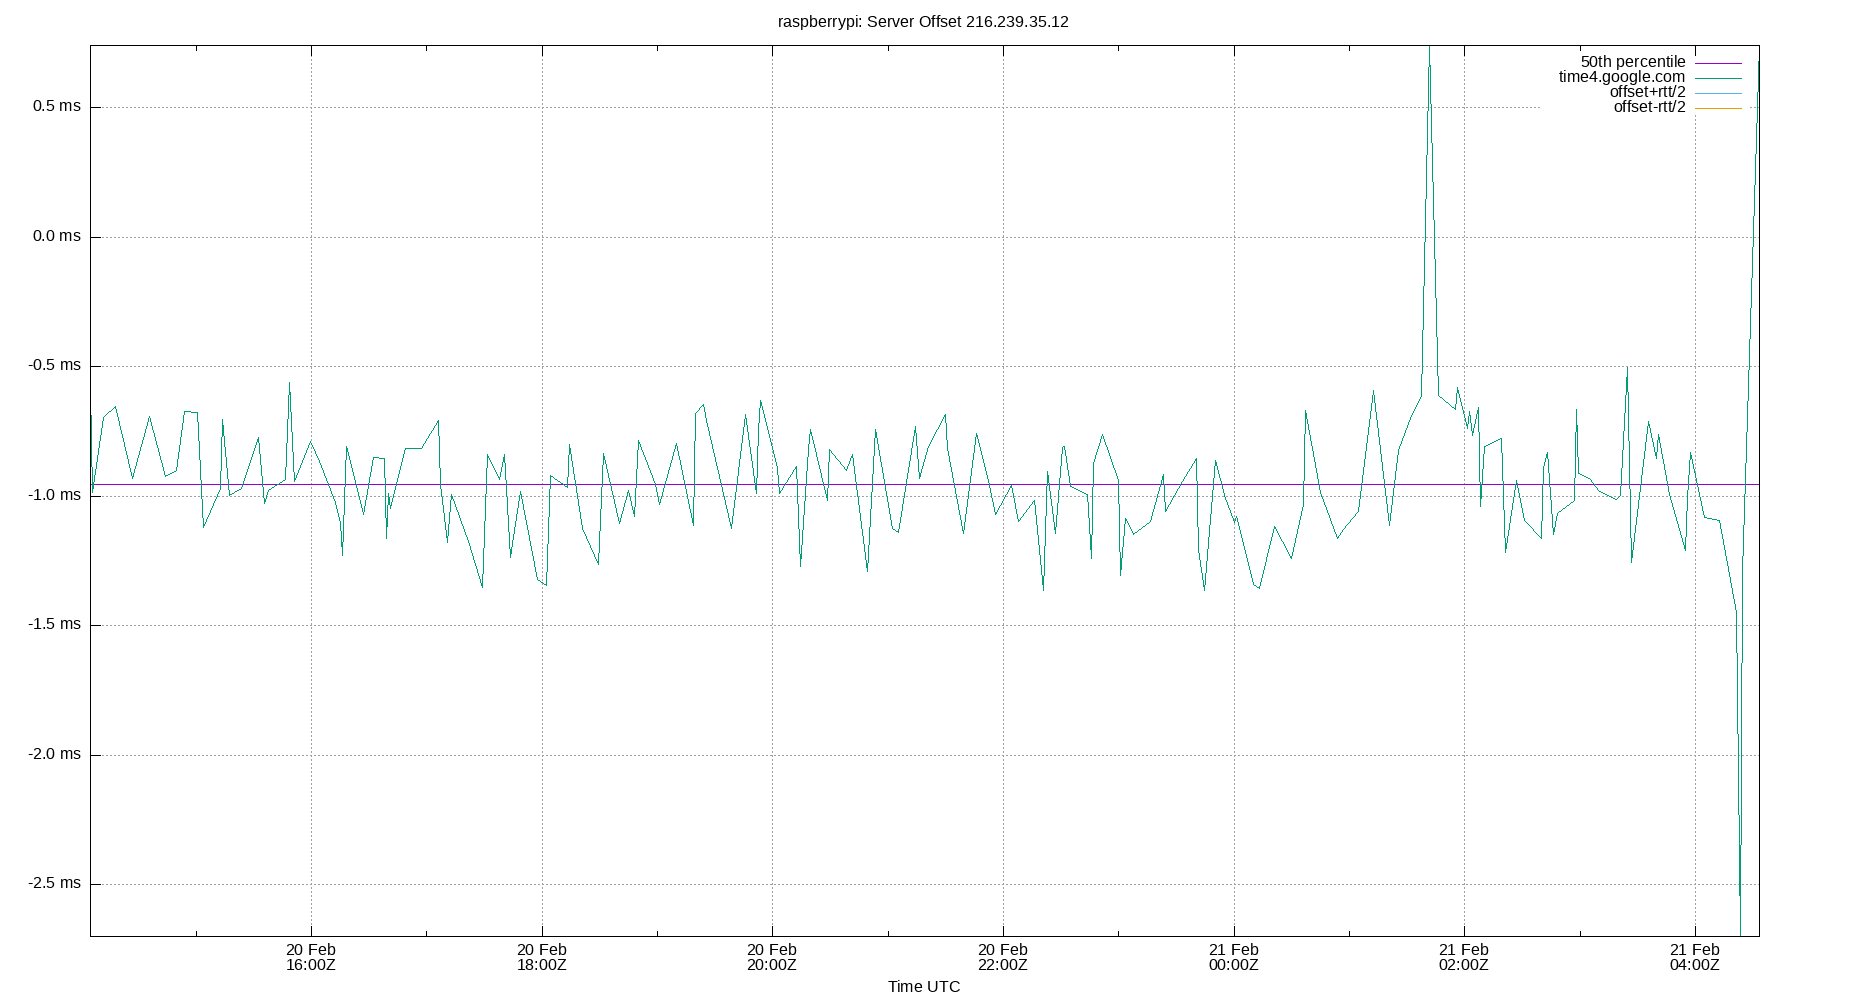 raspberrypi: Server Offset 216.239.35.12
50th percentile
time4.google.com
offset+rtt/2
offset-rtt/2
0.5 ms
0.0 ms
-0.5 ms
-1.0 ms
-1.5 ms
-2.0 ms
-2.5 ms
20 Feb 20 Feb 20 Feb 20 Feb 21 Feb 21 Feb 21 Feb
16:00Z 18:00Z 20:00Z 22:00Z 00:00Z 02:00Z 04:00Z
Time UTC